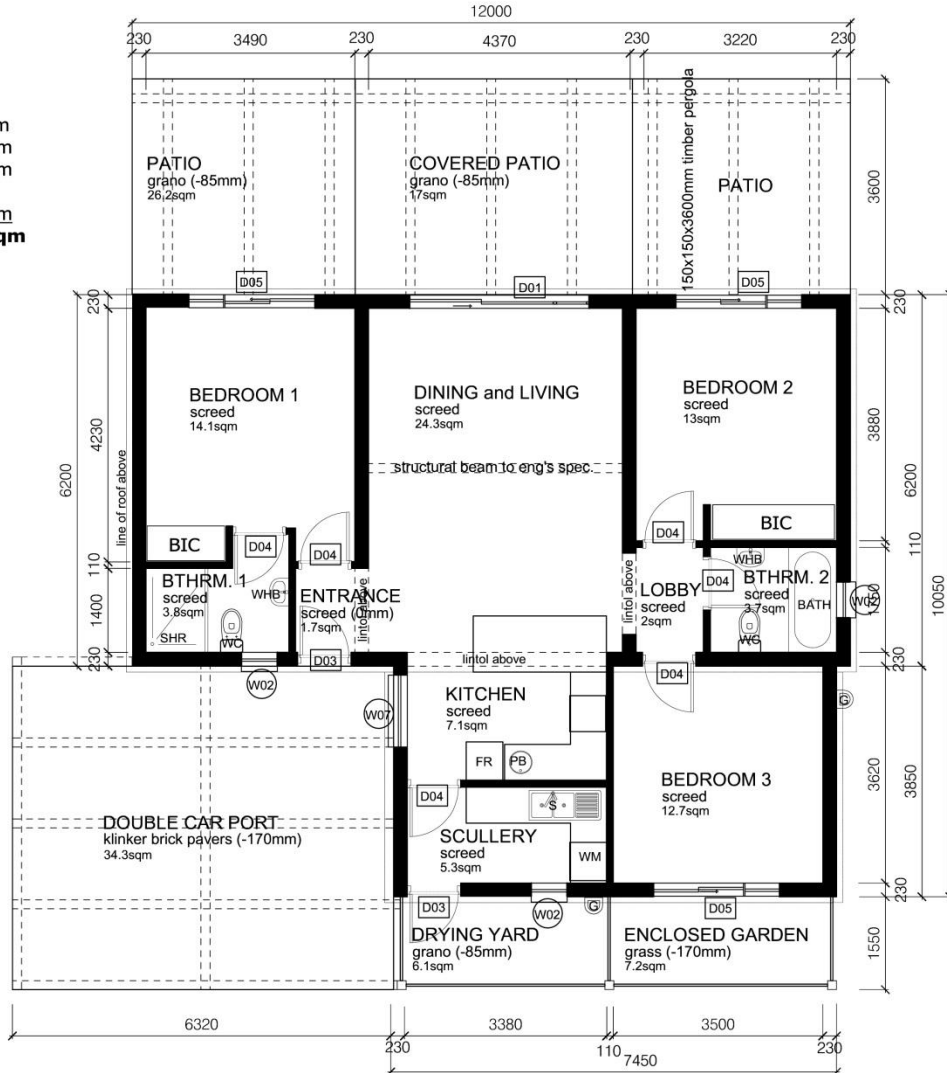 12000
230 3490 230 4370 230 3220 230
m
m
m
m
qm
PATIO
grano (-85mm)
26.2sqm
COVERED PATIO
grano (-85mm)
17sqm
PATIO
150x150x3600mm timber pergola
3600
D05
D01
D05
230
230
BEDROOM 1
screed
14.1sqm
DINING and LIVING
screed
24.3sqm
BEDROOM 2
screed
13sqm
structural beam to eng's spec.
line of roof above
6200
4230
3880
6200
10050
BIC
D04
D04
D04
BIC
110
110
BTHRM. 1
screed
3.8sqm
WHB
SHR
WC
ENTRANCE
screed (0mm)
1.7sqm
lintol above
lintol above
LOBBY
screed
2sqm
D04
WHB
BTHRM. 2
screed
3.7sqm
BATH
WC
W02
1400
1250
230
W02
D03
lintol above
D04
230
W07
KITCHEN
screed
7.1sqm
FR
PB
G
BEDROOM 3
screed
12.7sqm
3620
3850
DOUBLE CAR PORT
klinker brick pavers (-170mm)
34.3sqm
D04
SCULLERY
screed
5.3sqm
S
WM
D03
W02
G
D05
230
DRYING YARD
grano (-85mm)
6.1sqm
ENCLOSED GARDEN
grass (-170mm)
7.2sqm
1550
6320 230 3380 110 3500 230
7450